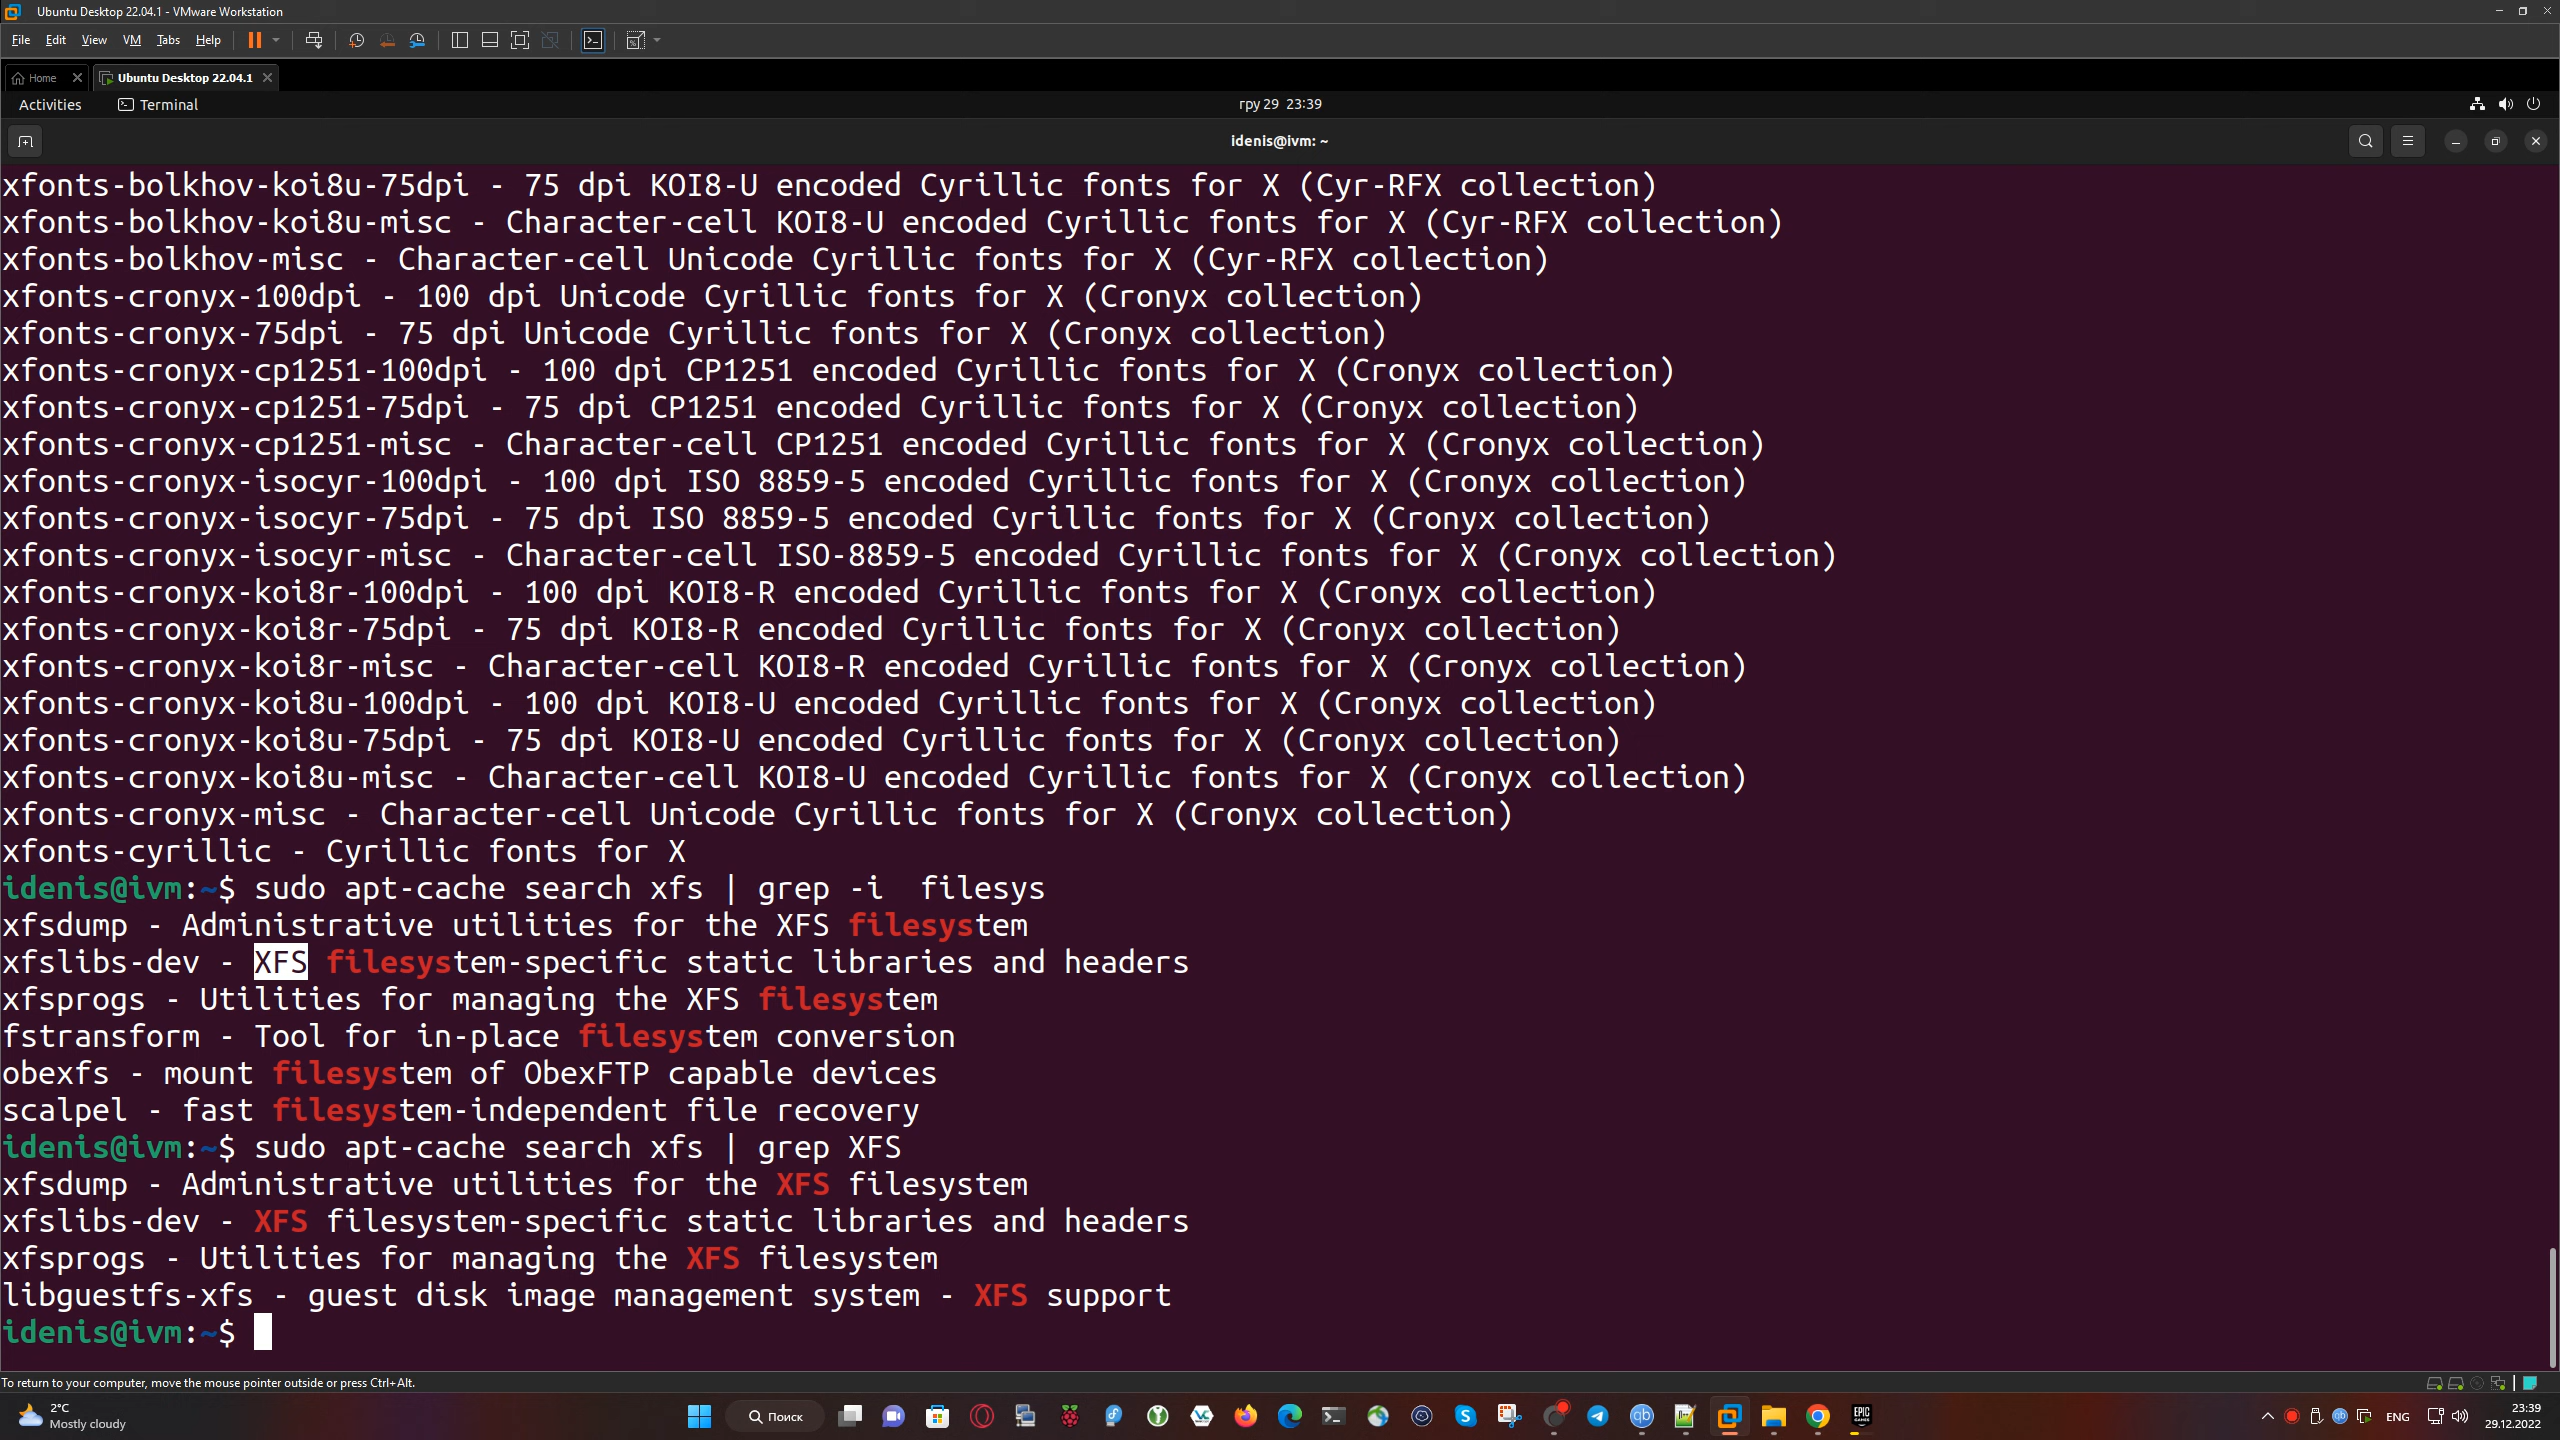 Ubuntu Desktop 22.04.1 - VMware Workstation
File Edit View VM Tabs Help
Home Ubuntu Desktop 22.04.1
Activities Terminal гру 29 23:39
idenis@ivm: ~
xfonts-bolkhov-koi8u-75dpi - 75 dpi KOI8-U encoded Cyrillic fonts for X (Cyr-RFX collection)
xfonts-bolkhov-koi8u-misc - Character-cell KOI8-U encoded Cyrillic fonts for X (Cyr-RFX collection)
xfonts-bolkhov-misc - Character-cell Unicode Cyrillic fonts for X (Cyr-RFX collection)
xfonts-cronyx-100dpi - 100 dpi Unicode Cyrillic fonts for X (Cronyx collection)
xfonts-cronyx-75dpi - 75 dpi Unicode Cyrillic fonts for X (Cronyx collection)
xfonts-cronyx-cp1251-100dpi - 100 dpi CP1251 encoded Cyrillic fonts for X (Cronyx collection)
xfonts-cronyx-cp1251-75dpi - 75 dpi CP1251 encoded Cyrillic fonts for X (Cronyx collection)
xfonts-cronyx-cp1251-misc - Character-cell CP1251 encoded Cyrillic fonts for X (Cronyx collection)
xfonts-cronyx-isocyr-100dpi - 100 dpi ISO 8859-5 encoded Cyrillic fonts for X (Cronyx collection)
xfonts-cronyx-isocyr-75dpi - 75 dpi ISO 8859-5 encoded Cyrillic fonts for X (Cronyx collection)
xfonts-cronyx-isocyr-misc - Character-cell ISO-8859-5 encoded Cyrillic fonts for X (Cronyx collection)
xfonts-cronyx-koi8r-100dpi - 100 dpi KOI8-R encoded Cyrillic fonts for X (Cronyx collection)
xfonts-cronyx-koi8r-75dpi - 75 dpi KOI8-R encoded Cyrillic fonts for X (Cronyx collection)
xfonts-cronyx-koi8r-misc - Character-cell KOI8-R encoded Cyrillic fonts for X (Cronyx collection)
xfonts-cronyx-koi8u-100dpi - 100 dpi KOI8-U encoded Cyrillic fonts for X (Cronyx collection)
xfonts-cronyx-koi8u-75dpi - 75 dpi KOI8-U encoded Cyrillic fonts for X (Cronyx collection)
xfonts-cronyx-koi8u-misc - Character-cell KOI8-U encoded Cyrillic fonts for X (Cronyx collection)
xfonts-cronyx-misc - Character-cell Unicode Cyrillic fonts for X (Cronyx collection)
xfonts-cyrillic - Cyrillic fonts for X
idenis@ivm:~$ sudo apt-cache search xfs | grep -i  filesys
xfsdump - Administrative utilities for the XFS filesystem
xfslibs-dev - XFS filesystem-specific static libraries and headers
xfsprogs - Utilities for managing the XFS filesystem
fstransform - Tool for in-place filesystem conversion
obexfs - mount filesystem of ObexFTP capable devices
scalpel - fast filesystem-independent file recovery
idenis@ivm:~$ sudo apt-cache search xfs | grep XFS
xfsdump - Administrative utilities for the XFS filesystem
xfslibs-dev - XFS filesystem-specific static libraries and headers
xfsprogs - Utilities for managing the XFS filesystem
libguestfs-xfs - guest disk image management system - XFS support
idenis@ivm:~$
To return to your computer, move the mouse pointer outside or press Ctrl+Alt.
2°C
Mostly cloudy
Поиск
EPIC GAMES
ENG
23:39
29.12.2022